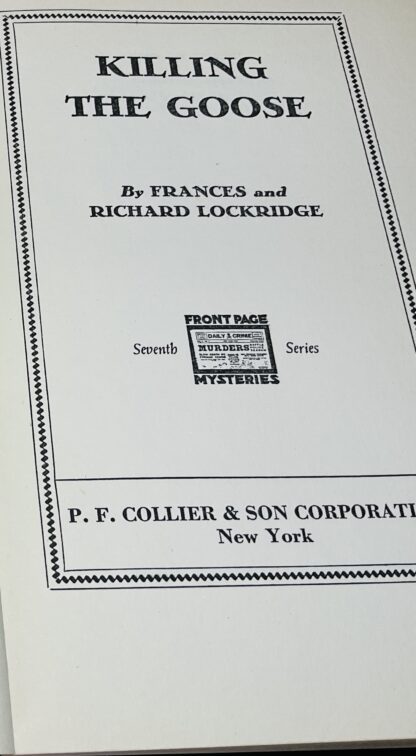 KILLING
THE GOOSE
By FRANCES and
RICHARD LOCKRIDGE
FRONT PAGE
DAILY CRIME
MURDERS
Seventh Series
MYSTERIES
P. F. COLLIER & SON CORPORATI
New York